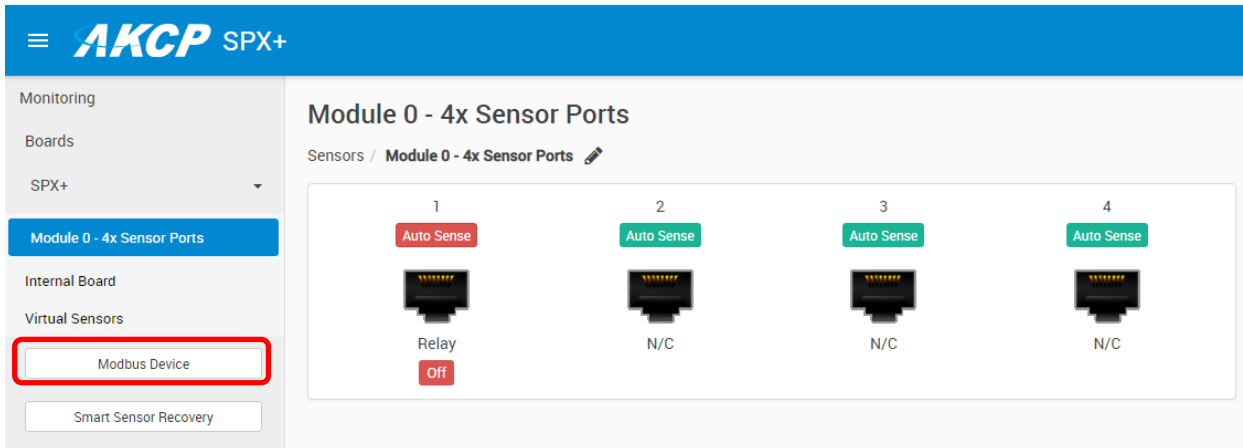 AKCP SPX+
Monitoring
Boards
SPX+
Module 0 - 4x Sensor Ports
Internal Board
Virtual Sensors
Modbus Device
Smart Sensor Recovery
Module 0 - 4x Sensor Ports
Sensors / Module 0 - 4x Sensor Ports
1 2 3 4
Auto Sense Auto Sense Auto Sense Auto Sense
Relay N/C N/C N/C
Off